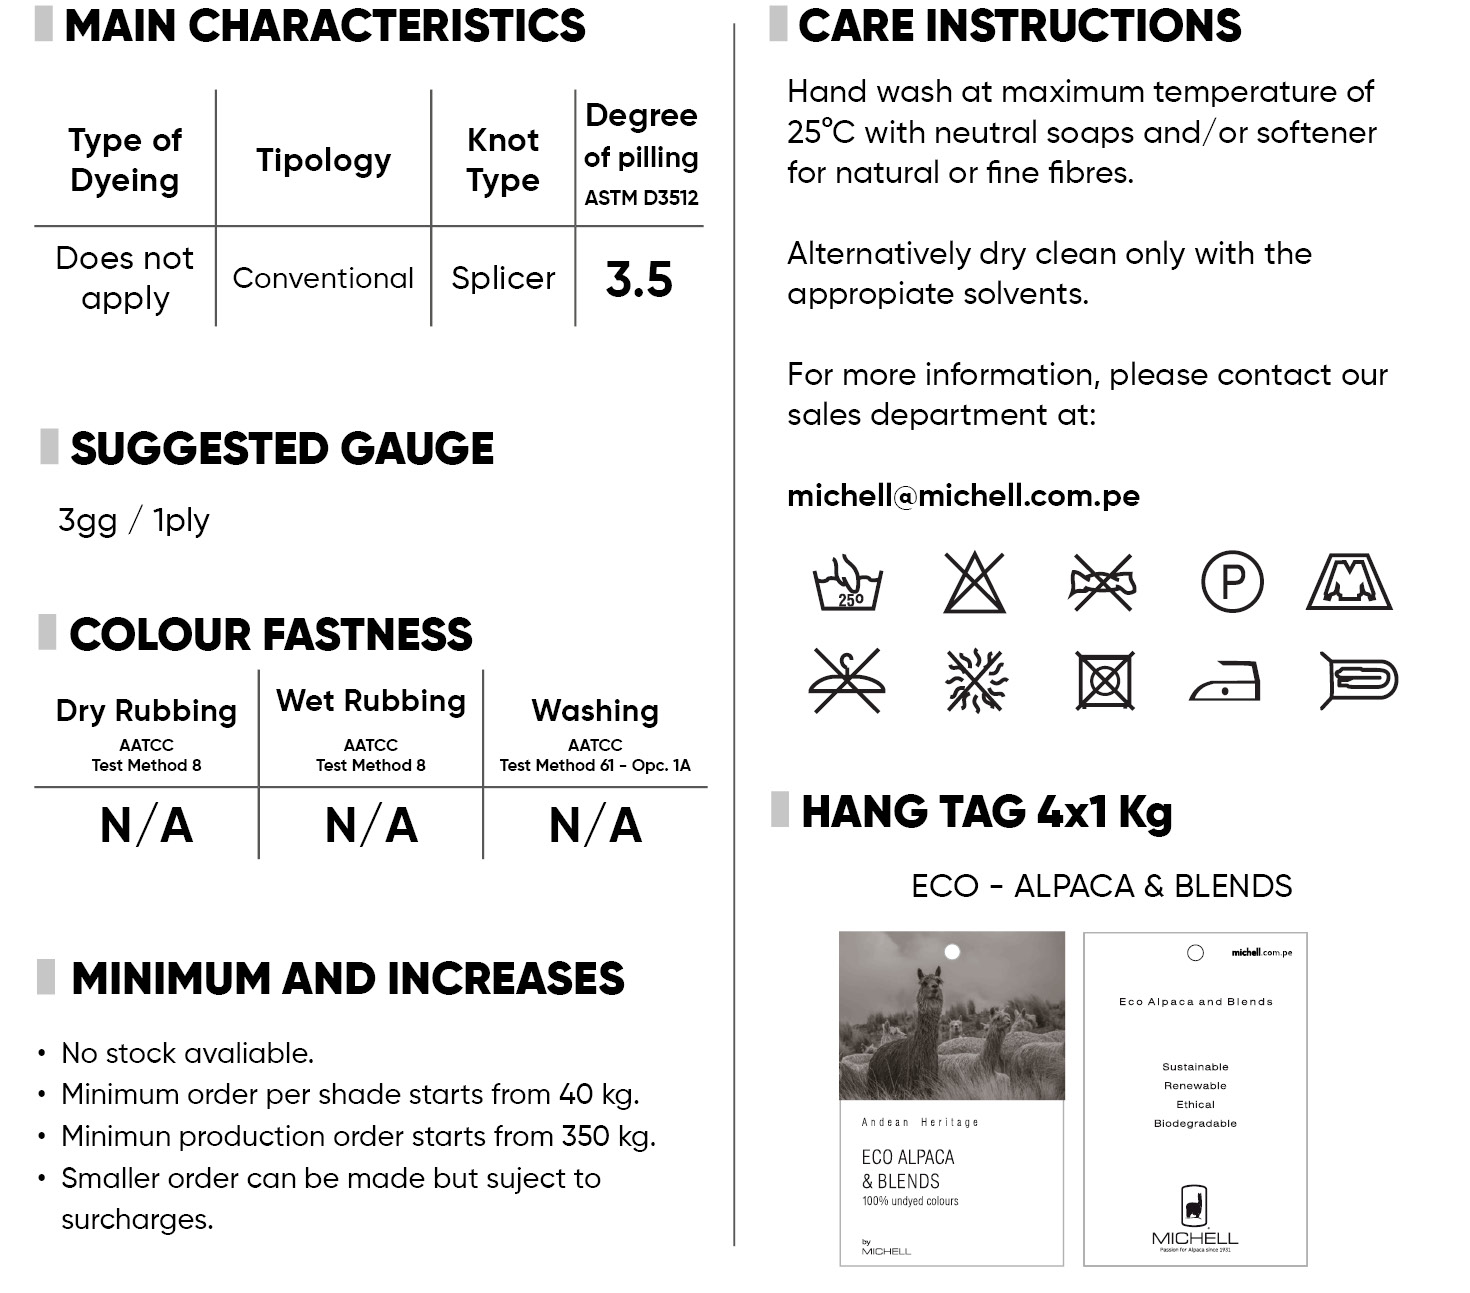 MAIN CHARACTERISTICS
Type of
Dyeing
Tipology
Knot
Type
Degree
of pilling
ASTM D3512
Does not
apply
Conventional
Splicer
3.5
SUGGESTED GAUGE
3gg / 1ply
COLOUR FASTNESS
Dry Rubbing
AATCC
Test Method 8
Wet Rubbing
AATCC
Test Method 8
Washing
AATCC
Test Method 61 - Opc. 1A
N/A
N/A
N/A
MINIMUM AND INCREASES
• No stock avaliable.
• Minimum order per shade starts from 40 kg.
• Minimun production order starts from 350 kg.
• Smaller order can be made but suject to
surcharges.
CARE INSTRUCTIONS
Hand wash at maximum temperature of
25°C with neutral soaps and/or softener
for natural or fine fibres.
Alternatively dry clean only with the
appropiate solvents.
For more information, please contact our
sales department at:
michell@michell.com.pe
25º
P
HANG TAG 4x1 Kg
ECO - ALPACA & BLENDS
Andean Heritage
ECO ALPACA
& BLENDS
100% undyed colours
by
MICHELL
michell.com.pe
Eco Alpaca and Blends
Sustainable
Renewable
Ethical
Biodegradable
MICHELL
Passion for Alpaca since 1931